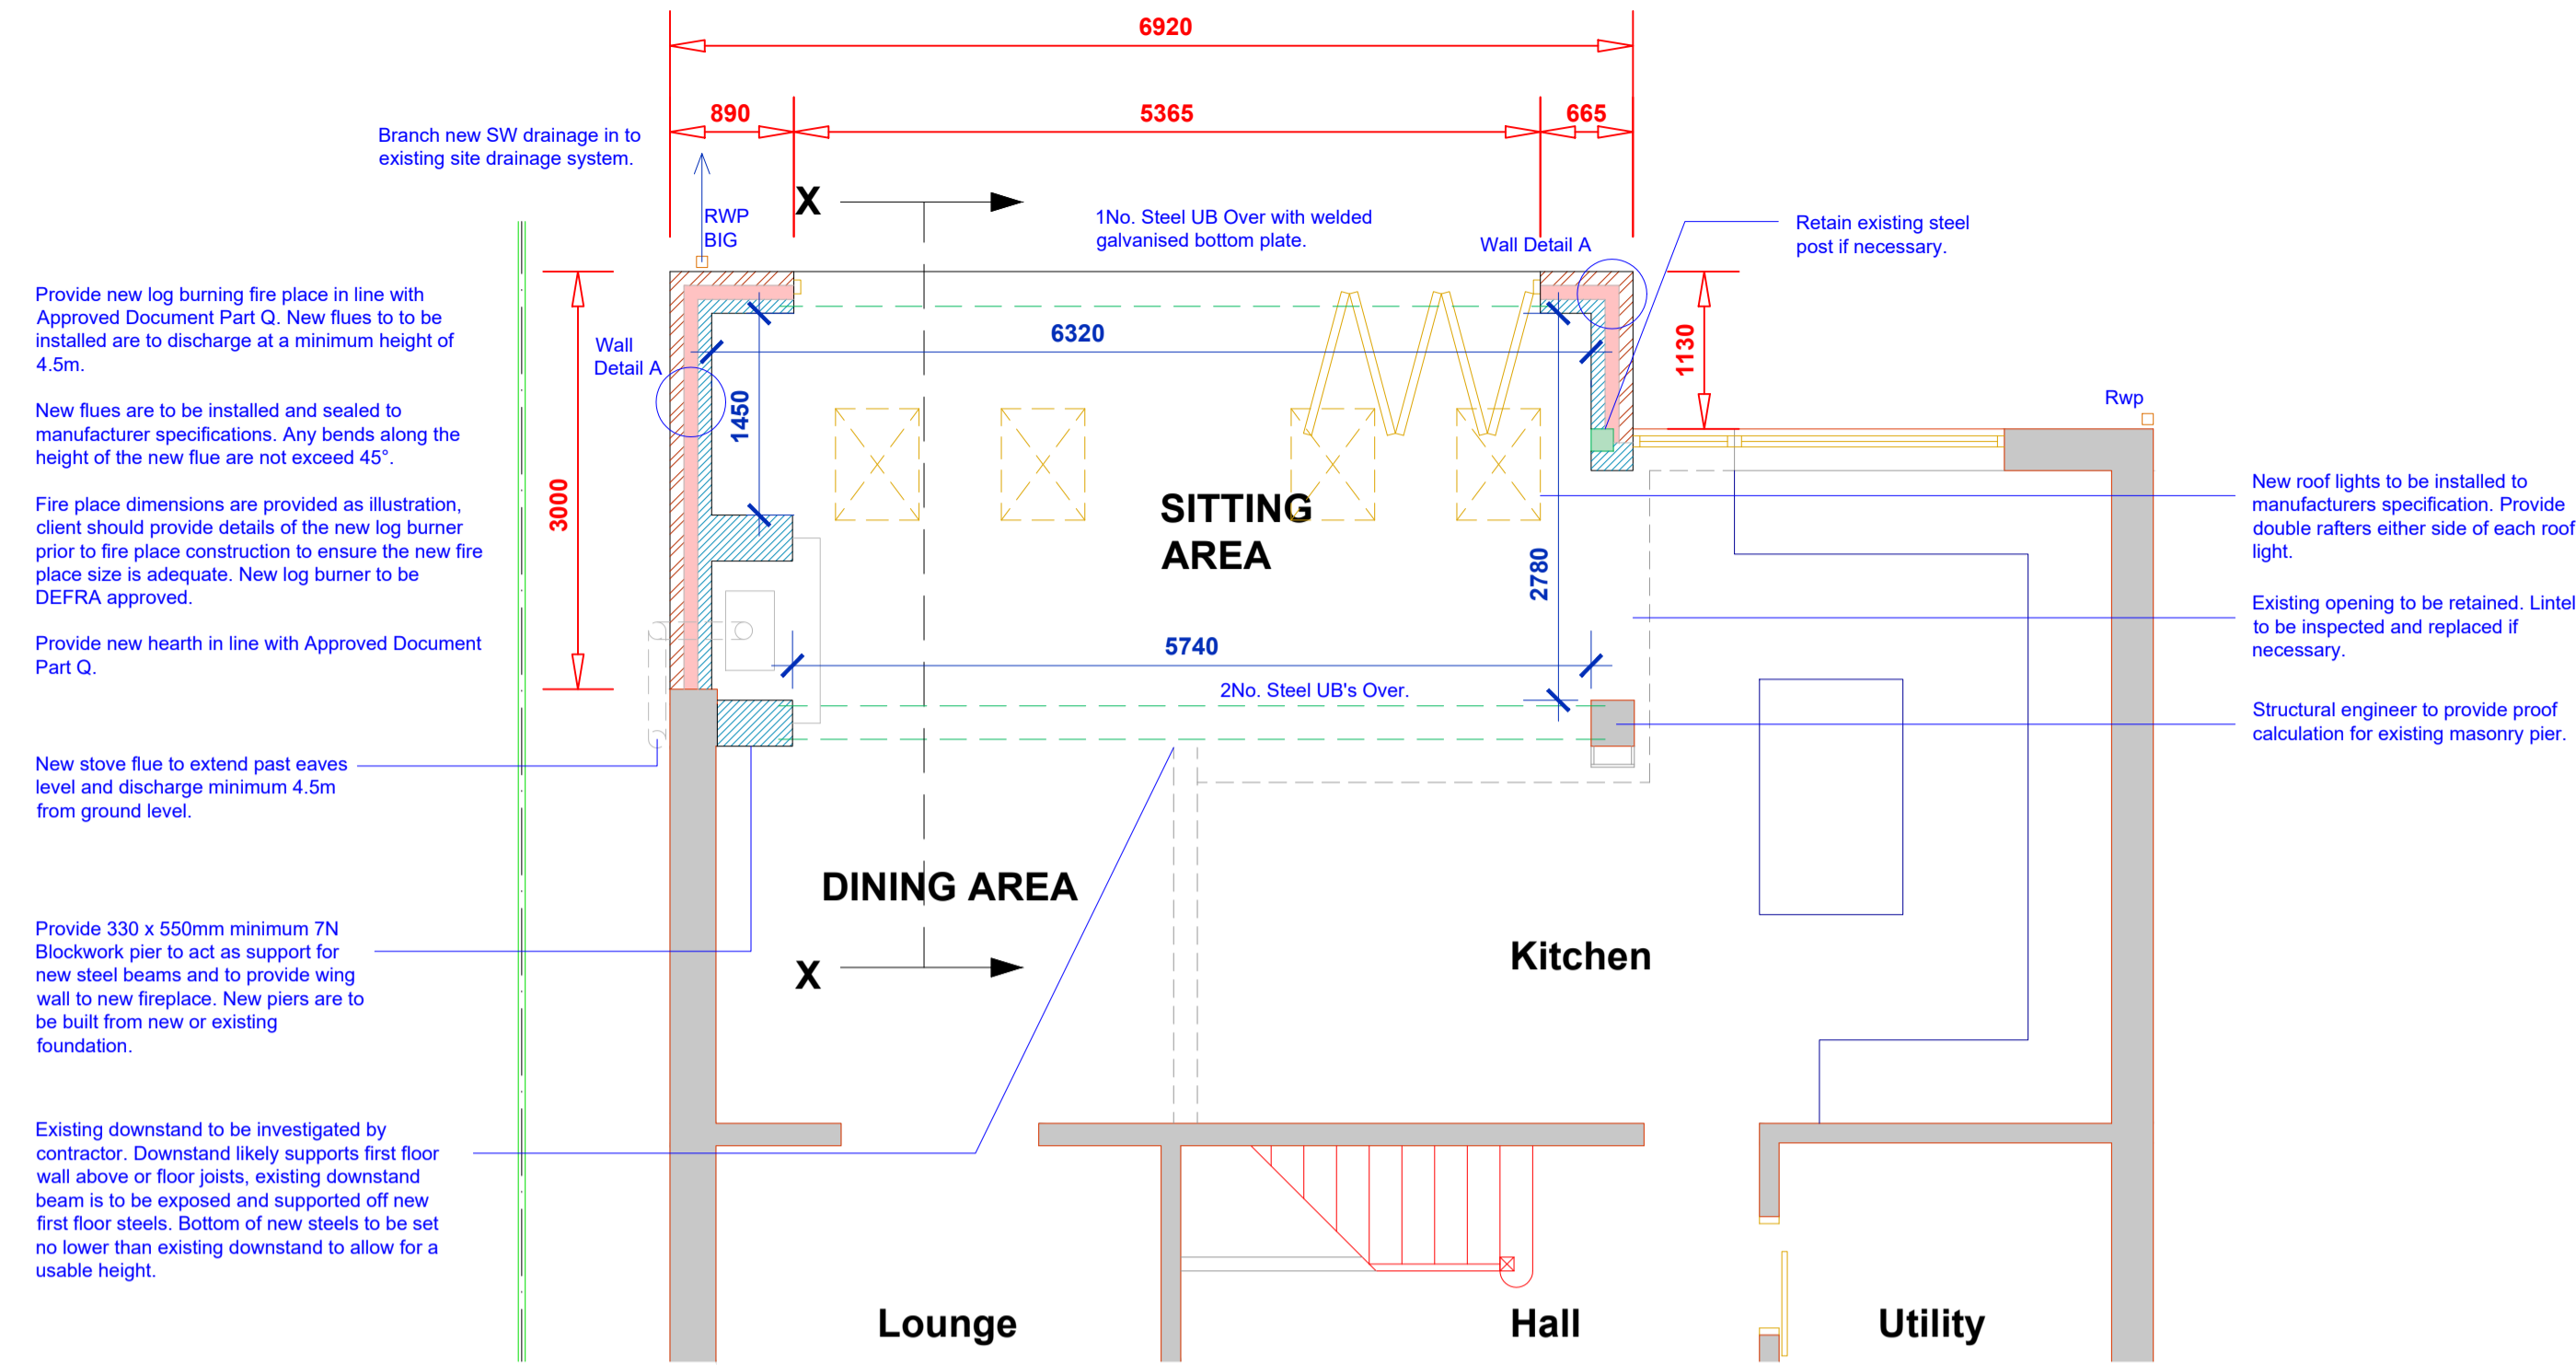 6920
890
5365
665
Branch new SW drainage in to
existing site drainage system.
X
RWP
BIG
1No. Steel UB Over with welded
galvanised bottom plate.
Wall Detail A
Retain existing steel
post if necessary.
Provide new log burning fire place in line with
Approved Document Part Q. New flues to to be
installed are to discharge at a minimum height of
4.5m.
New flues are to be installed and sealed to
manufacturer specifications. Any bends along the
height of the new flue are not exceed 45°.
Fire place dimensions are provided as illustration,
client should provide details of the new log burner
prior to fire place construction to ensure the new fire
place size is adequate. New log burner to be
DEFRA approved.
Provide new hearth in line with Approved Document
Part Q.
Wall
Detail A
6320
1130
1450
3000
Rwp
SITTING
AREA
2780
5740
2No. Steel UB's Over.
New roof lights to be installed to
manufacturers specification. Provide
double rafters either side of each roof
light.
Existing opening to be retained. Lintel
to be inspected and replaced if
necessary.
Structural engineer to provide proof
calculation for existing masonry pier.
New stove flue to extend past eaves
level and discharge minimum 4.5m
from ground level.
DINING AREA
Provide 330 x 550mm minimum 7N
Blockwork pier to act as support for
new steel beams and to provide wing
wall to new fireplace. New piers are to
be built from new or existing
foundation.
X
Kitchen
Existing downstand to be investigated by
contractor. Downstand likely supports first floor
wall above or floor joists, existing downstand
beam is to be exposed and supported off new
first floor steels. Bottom of new steels to be set
no lower than existing downstand to allow for a
usable height.
Lounge
Hall
Utility